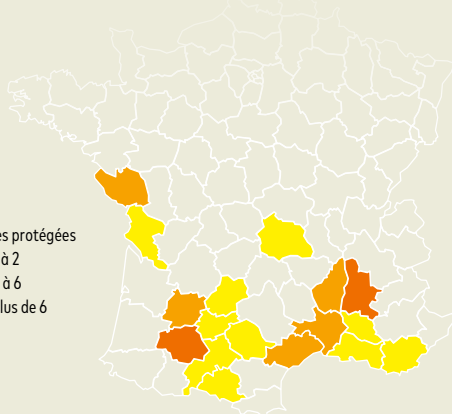 es protégées
à 2
à 6
lus de 6